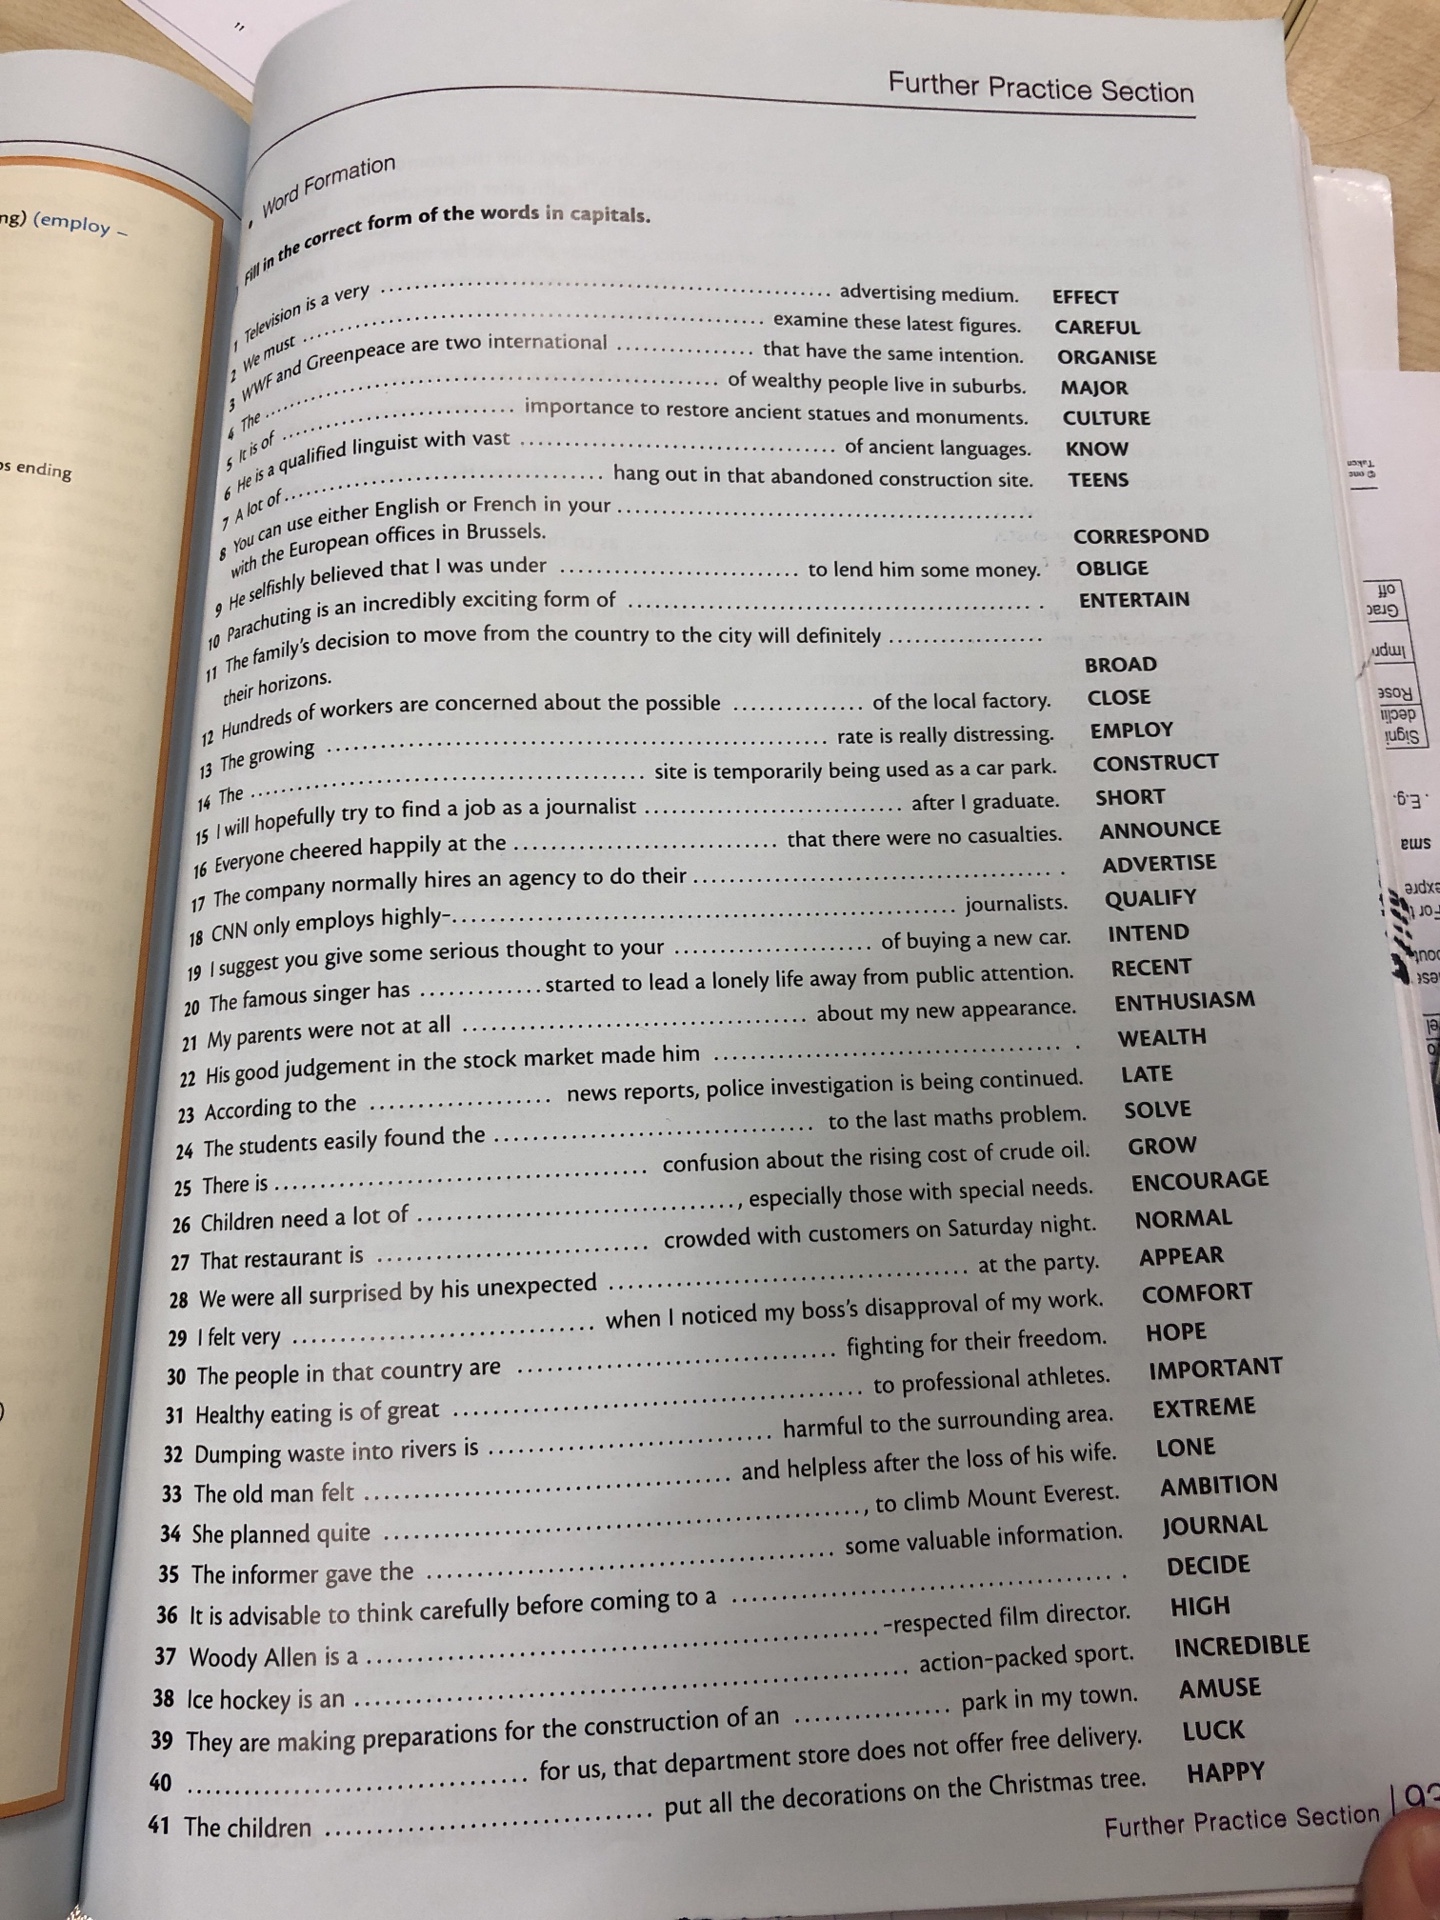 Further Practice Section
Word Formation
Fill in the correct form of the words in capitals.
1 Television is a very ........................ advertising medium. EFFECT
2 We must ........................ examine these latest figures. CAREFUL
3 WWF and Greenpeace are two international ............... that have the same intention. ORGANISE
4 The ........................ of wealthy people live in suburbs. MAJOR
5 It is of ........................ importance to restore ancient statues and monuments. CULTURE
6 He is a qualified linguist with vast ........................ of ancient languages. KNOW
7 A lot of ........................ hang out in that abandoned construction site. TEENS
8 You can use either English or French in your ........................
with the European offices in Brussels. CORRESPOND
9 He selfishly believed that I was under ........................ to lend him some money. OBLIGE
10 Parachuting is an incredibly exciting form of ........................ . ENTERTAIN
11 The family's decision to move from the country to the city will definitely ..................
their horizons. BROAD
12 Hundreds of workers are concerned about the possible ............... of the local factory. CLOSE
13 The growing ........................ rate is really distressing. EMPLOY
14 The ........................ site is temporarily being used as a car park. CONSTRUCT
15 I will hopefully try to find a job as a journalist ........................ after I graduate. SHORT
16 Everyone cheered happily at the ........................ that there were no casualties. ANNOUNCE
17 The company normally hires an agency to do their ........................ . ADVERTISE
18 CNN only employs highly-........................ journalists. QUALIFY
19 I suggest you give some serious thought to your ........................ of buying a new car. INTEND
20 The famous singer has ............. started to lead a lonely life away from public attention. RECENT
21 My parents were not at all ........................ about my new appearance. ENTHUSIASM
22 His good judgement in the stock market made him ........................ . WEALTH
23 According to the ................... news reports, police investigation is being continued. LATE
24 The students easily found the ........................ to the last maths problem. SOLVE
25 There is ........................ confusion about the rising cost of crude oil. GROW
26 Children need a lot of ........................, especially those with special needs. ENCOURAGE
27 That restaurant is ........................ crowded with customers on Saturday night. NORMAL
28 We were all surprised by his unexpected ........................ at the party. APPEAR
29 I felt very ........................ when I noticed my boss's disapproval of my work. COMFORT
30 The people in that country are ........................ fighting for their freedom. HOPE
31 Healthy eating is of great ........................ to professional athletes. IMPORTANT
32 Dumping waste into rivers is ........................ harmful to the surrounding area. EXTREME
33 The old man felt ........................ and helpless after the loss of his wife. LONE
34 She planned quite ........................, to climb Mount Everest. AMBITION
35 The informer gave the ........................ some valuable information. JOURNAL
36 It is advisable to think carefully before coming to a ........................ . DECIDE
37 Woody Allen is a ........................-respected film director. HIGH
38 Ice hockey is an ........................ action-packed sport. INCREDIBLE
39 They are making preparations for the construction of an ................ park in my town. AMUSE
40 ........................ for us, that department store does not offer free delivery. LUCK
41 The children ........................ put all the decorations on the Christmas tree. HAPPY
Further Practice Section
ng) (employ –
ending
off
Grac
Impr
Rose
declin
Signi
. E.g.